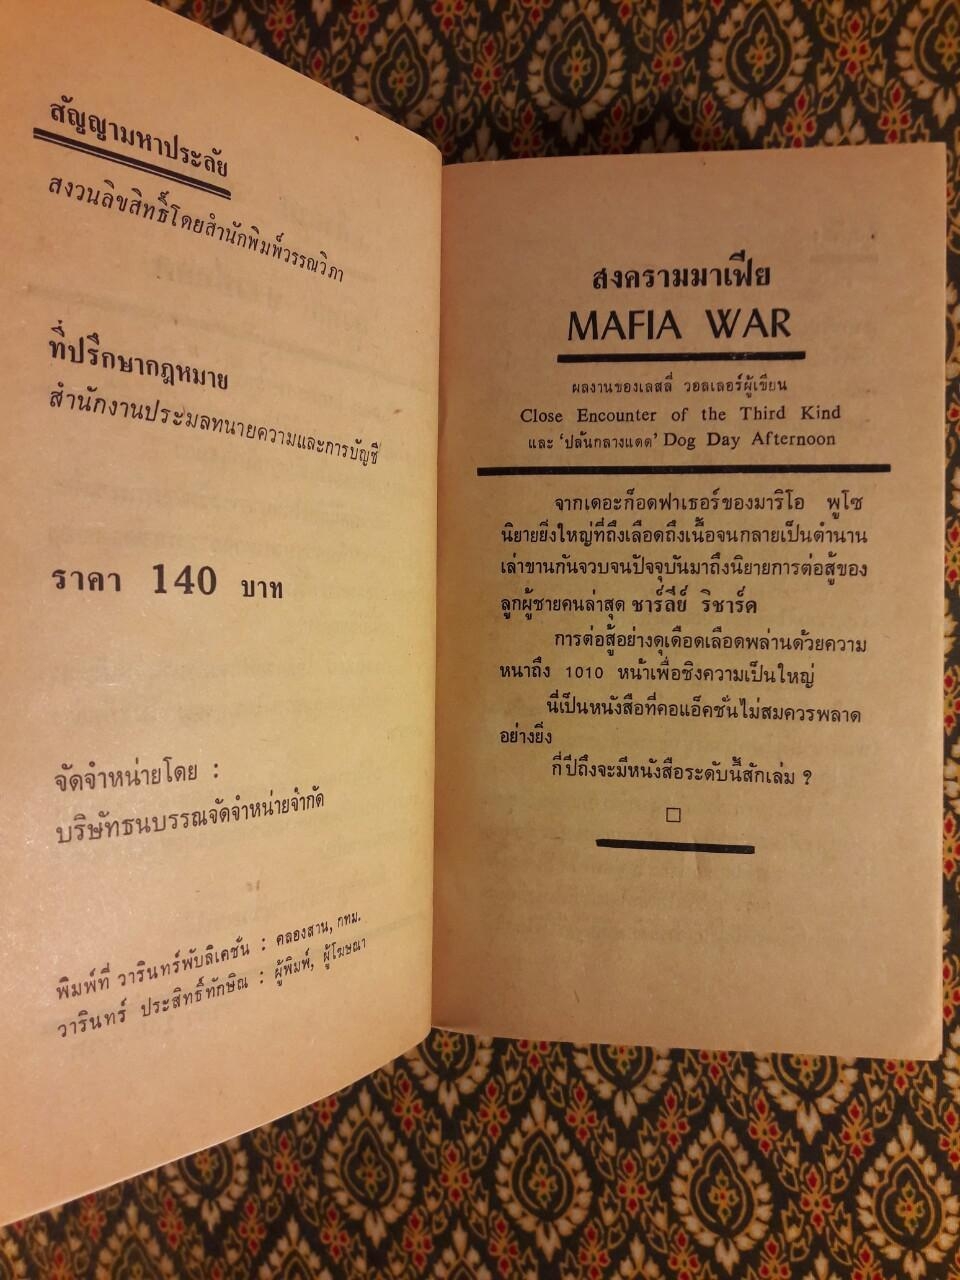 สัญญามหาประลัย
สงวนลิขสิทธิ์โดยสำนักพิมพ์วรรณวิภา
ที่ปรึกษากฎหมาย
สำนักงานประมลทนายความและการบัญชี
ราคา 140 บาท
จัดจำหน่ายโดย :
บริษัทธนบรรณจัดจำหน่ายจำกัด
พิมพ์ที่ วารินทร์พับลิเคชั่น : คลองสาน, กทม.
วารินทร์ ประสิทธิ์ทักษิณ : ผู้พิมพ์, ผู้โฆษณา
สงครามมาเฟีย
MAFIA WAR
ผลงานของเลสลี่ วอลเลอร์ผู้เขียน
Close Encounter of the Third Kind
และ 'ปล้นกลางแดด' Dog Day Afternoon
จากเดอะก็อดฟาเธอร์ของมาริโอ พูโซ
นิยายยิ่งใหญ่ที่ถึงเลือดถึงเนื้อจนกลายเป็นตำนาน
เล่าขานกันจวบจนปัจจุบันมาถึงนิยายการต่อสู้ของ
ลูกผู้ชายคนล่าสุด ชาร์ลีย์ ริชาร์ด
การต่อสู้อย่างดุเดือดเลือดพล่านด้วยความ
หนาถึง 1010 หน้าเพื่อชิงความเป็นใหญ่
นี่เป็นหนังสือที่คอแอ็คชั่นไม่สมควรพลาด
อย่างยิ่ง
กี่ปีถึงจะมีหนังสือระดับนี้สักเล่ม ?